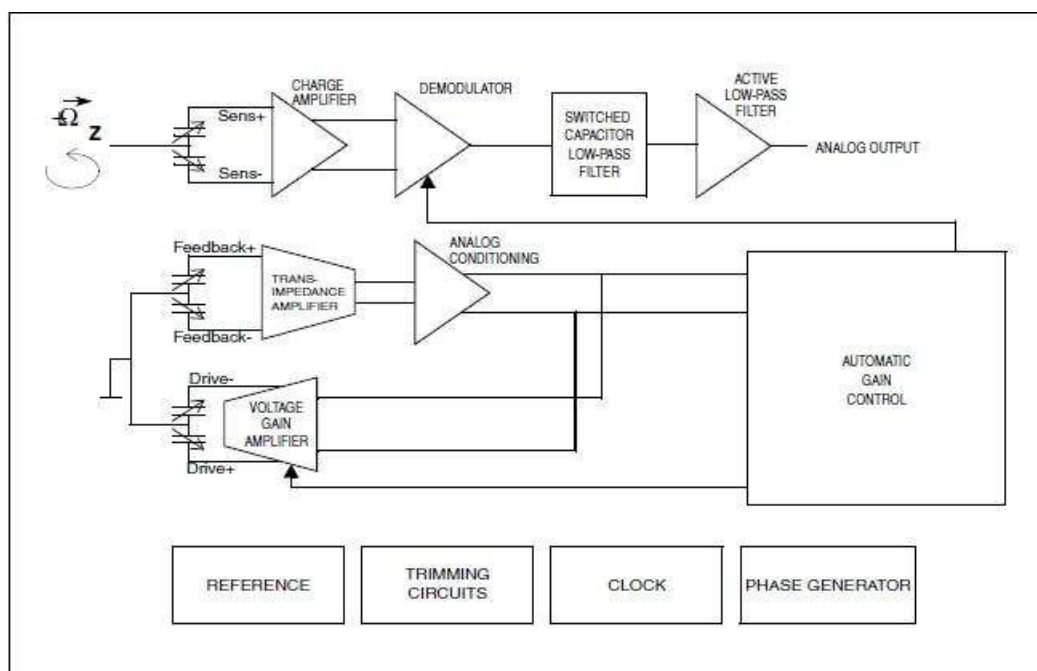 CHARGE
AMPLIFIER
DEMODULATOR
ACTIVE
LOW-PASS
FILTER
Ω
Z
Sens+
Sens-
SWITCHED
CAPACITOR
LOW-PASS
FILTER
ANALOG OUTPUT
Feedback+
Feedback-
TRANS-
IMPEDANCE
AMPLIFIER
ANALOG
CONDITIONING
AUTOMATIC
GAIN
CONTROL
Drive-
Drive+
VOLTAGE
GAIN
AMPLIFIER
REFERENCE
TRIMMING
CIRCUITS
CLOCK
PHASE GENERATOR